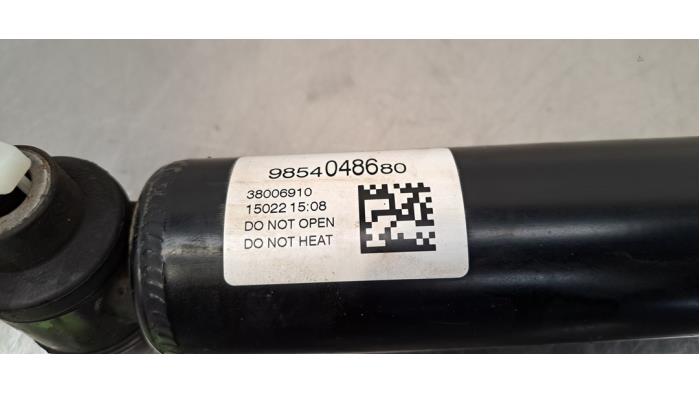 9854048680
38006910
15022 15:08
DO NOT OPEN
DO NOT HEAT